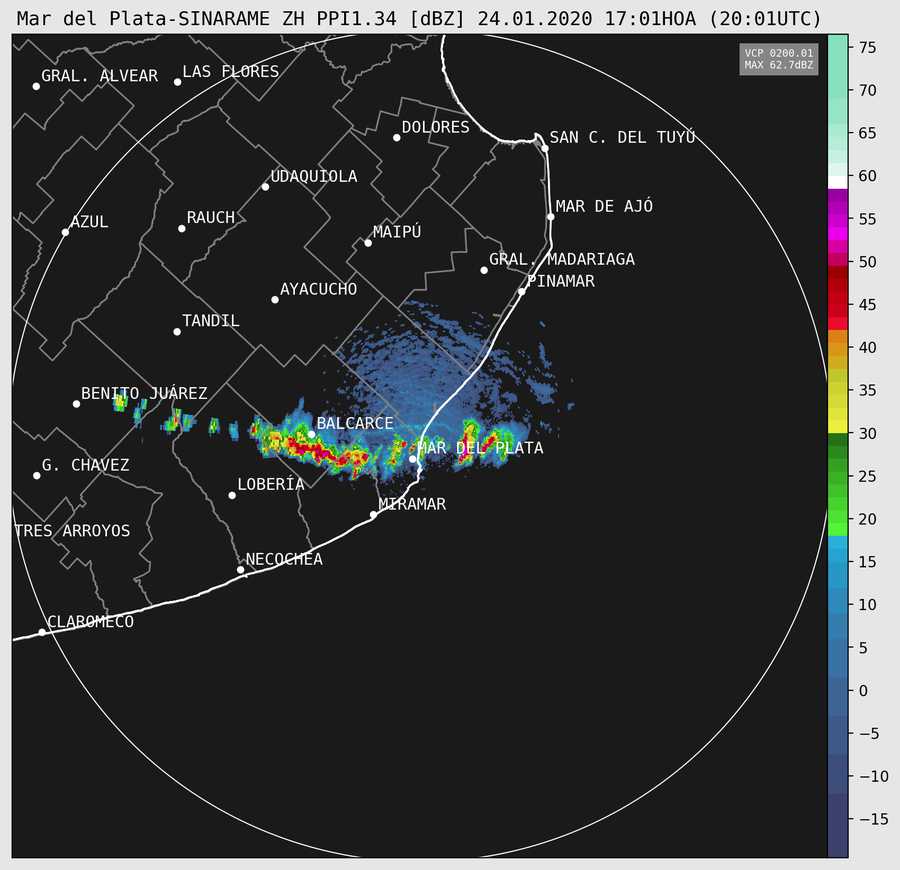 Mar del Plata-SINARAME ZH PPI1.34 [dBZ] 24.01.2020 17:01HOA (20:01UTC)
VCP 0200.01
MAX 62.7dBZ
GRAL. ALVEAR
LAS FLORES
DOLORES
SAN C. DEL TUYÚ
UDAQUIOLA
MAR DE AJÓ
AZUL
RAUCH
MAIPÚ
GRAL. MADARIAGA
PINAMAR
AYACUCHO
TANDIL
BENITO JUÁREZ
BALCARCE
MAR DEL PLATA
G. CHAVEZ
LOBERÍA
MIRAMAR
TRES ARROYOS
NECOCHEA
CLAROMECO
75
70
65
60
55
50
45
40
35
30
25
20
15
10
5
0
−5
−10
−15